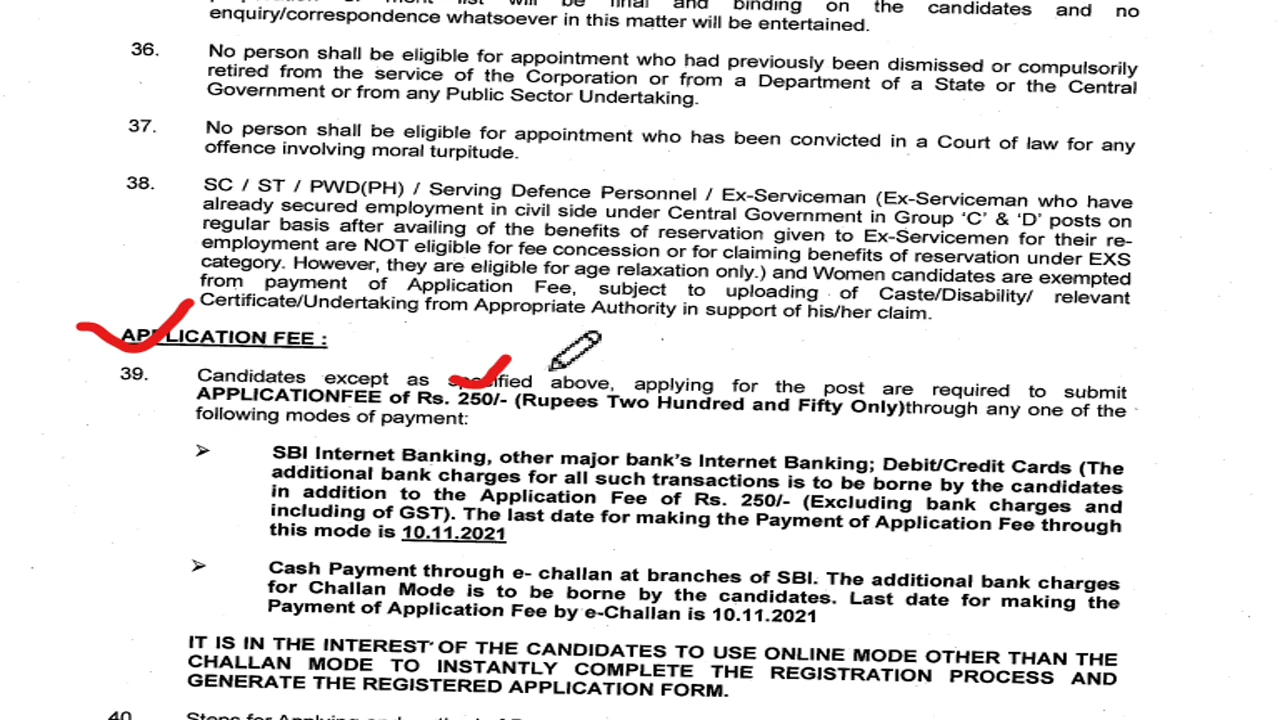 final and binding on the candidates and no
enquiry/correspondence whatsoever in this matter will be entertained.
36. No person shall be eligible for appointment who had previously been dismissed or compulsorily
retired from the service of the Corporation or from a Department of a State or the Central
Government or from any Public Sector Undertaking.
37. No person shall be eligible for appointment who has been convicted in a Court of law for any
offence involving moral turpitude.
38. SC / ST / PWD(PH) / Serving Defence Personnel / Ex-Serviceman (Ex-Serviceman who have
already secured employment in civil side under Central Government in Group ‘C’ & ‘D’ posts on
regular basis after availing of the benefits of reservation given to Ex-Servicemen for their re-
employment are NOT eligible for fee concession or for claiming benefits of reservation under EXS
category. However, they are eligible for age relaxation only.) and Women candidates are exempted
from payment of Application Fee, subject to uploading of Caste/Disability/ relevant
Certificate/Undertaking from Appropriate Authority in support of his/her claim.
APPLICATION FEE :
39. Candidates except as specified above, applying for the post are required to submit
APPLICATIONFEE of Rs. 250/- (Rupees Two Hundred and Fifty Only)through any one of the
following modes of payment:
➢ SBI Internet Banking, other major bank’s Internet Banking; Debit/Credit Cards (The
additional bank charges for all such transactions is to be borne by the candidates
in addition to the Application Fee of Rs. 250/- (Excluding bank charges and
including of GST). The last date for making the Payment of Application Fee through
this mode is 10.11.2021
➢ Cash Payment through e- challan at branches of SBI. The additional bank charges
for Challan Mode is to be borne by the candidates. Last date for making the
Payment of Application Fee by e-Challan is 10.11.2021
IT IS IN THE INTEREST OF THE CANDIDATES TO USE ONLINE MODE OTHER THAN THE
CHALLAN MODE TO INSTANTLY COMPLETE THE REGISTRATION PROCESS AND
GENERATE THE REGISTERED APPLICATION FORM.
40 Steps for Applying and